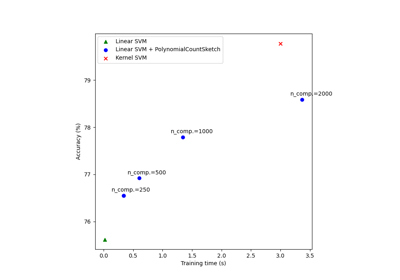 Linear SVM
Linear SVM + PolynomialCountSketch
Kernel SVM
79
n_comp.=2000
78
n_comp.=1000
Accuracy (%)
77
n_comp.=500
n_comp.=250
76
0.0 0.5 1.0 1.5 2.0 2.5 3.0 3.5
Training time (s)